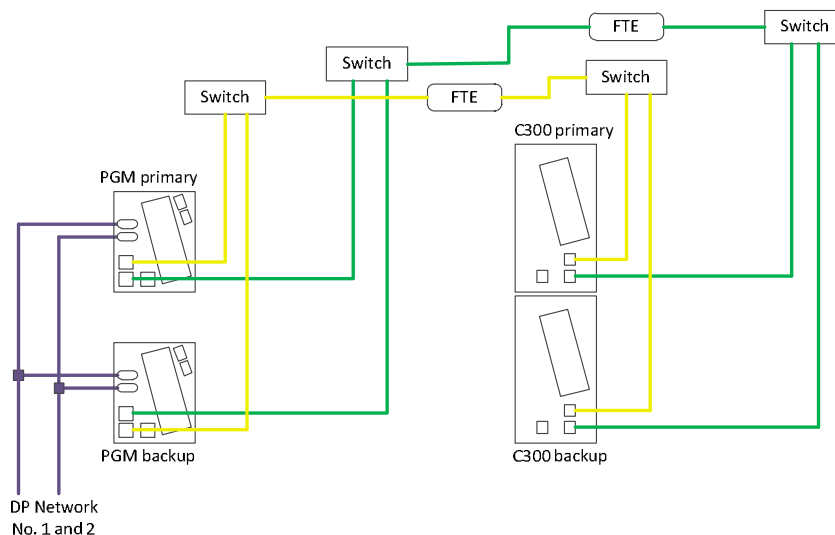 FTE
Switch
Switch
Switch
Switch
FTE
C300 primary
PGM primary
PGM backup
C300 backup
DP Network
No. 1 and 2